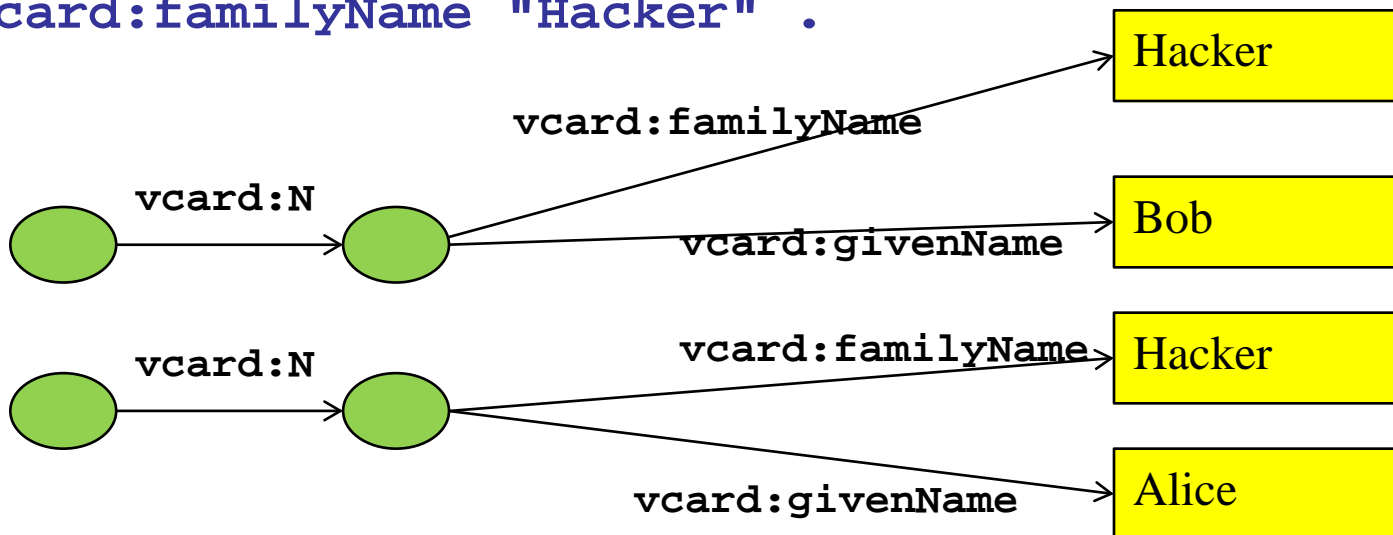 card:familyName "Hacker" .
Hacker
vcard:familyName
vcard:N
Bob
vcard:givenName
vcard:familyName
Hacker
vcard:N
Alice
vcard:givenName